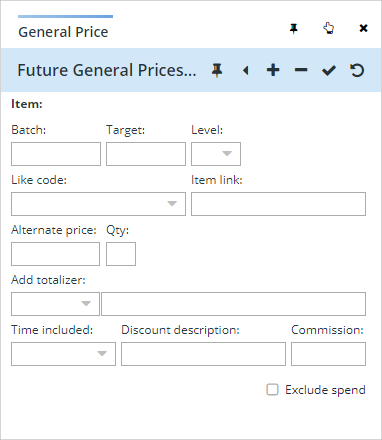 General Price
Future General Prices...
Item:
Batch: Target: Level:
Like code: Item link:
Alternate price: Qty:
Add totalizer:
Time included: Discount description: Commission:
Exclude spend